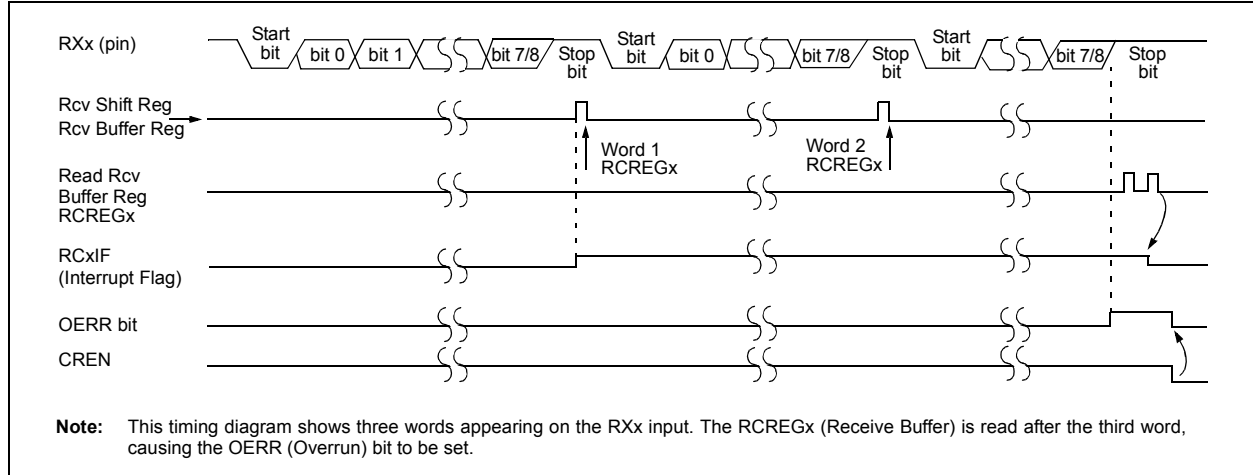 RXx (pin)
Start bit
bit 0
bit 1
bit 7/8
Stop bit
Start bit
bit 0
bit 7/8
Stop bit
Start bit
bit 7/8
Stop bit
Rcv Shift Reg
Rcv Buffer Reg
Word 1
RCREGx
Word 2
RCREGx
Read Rcv
Buffer Reg
RCREGx
RCxIF
(Interrupt Flag)
OERR bit
CREN
Note: This timing diagram shows three words appearing on the RXx input. The RCREGx (Receive Buffer) is read after the third word,
causing the OERR (Overrun) bit to be set.